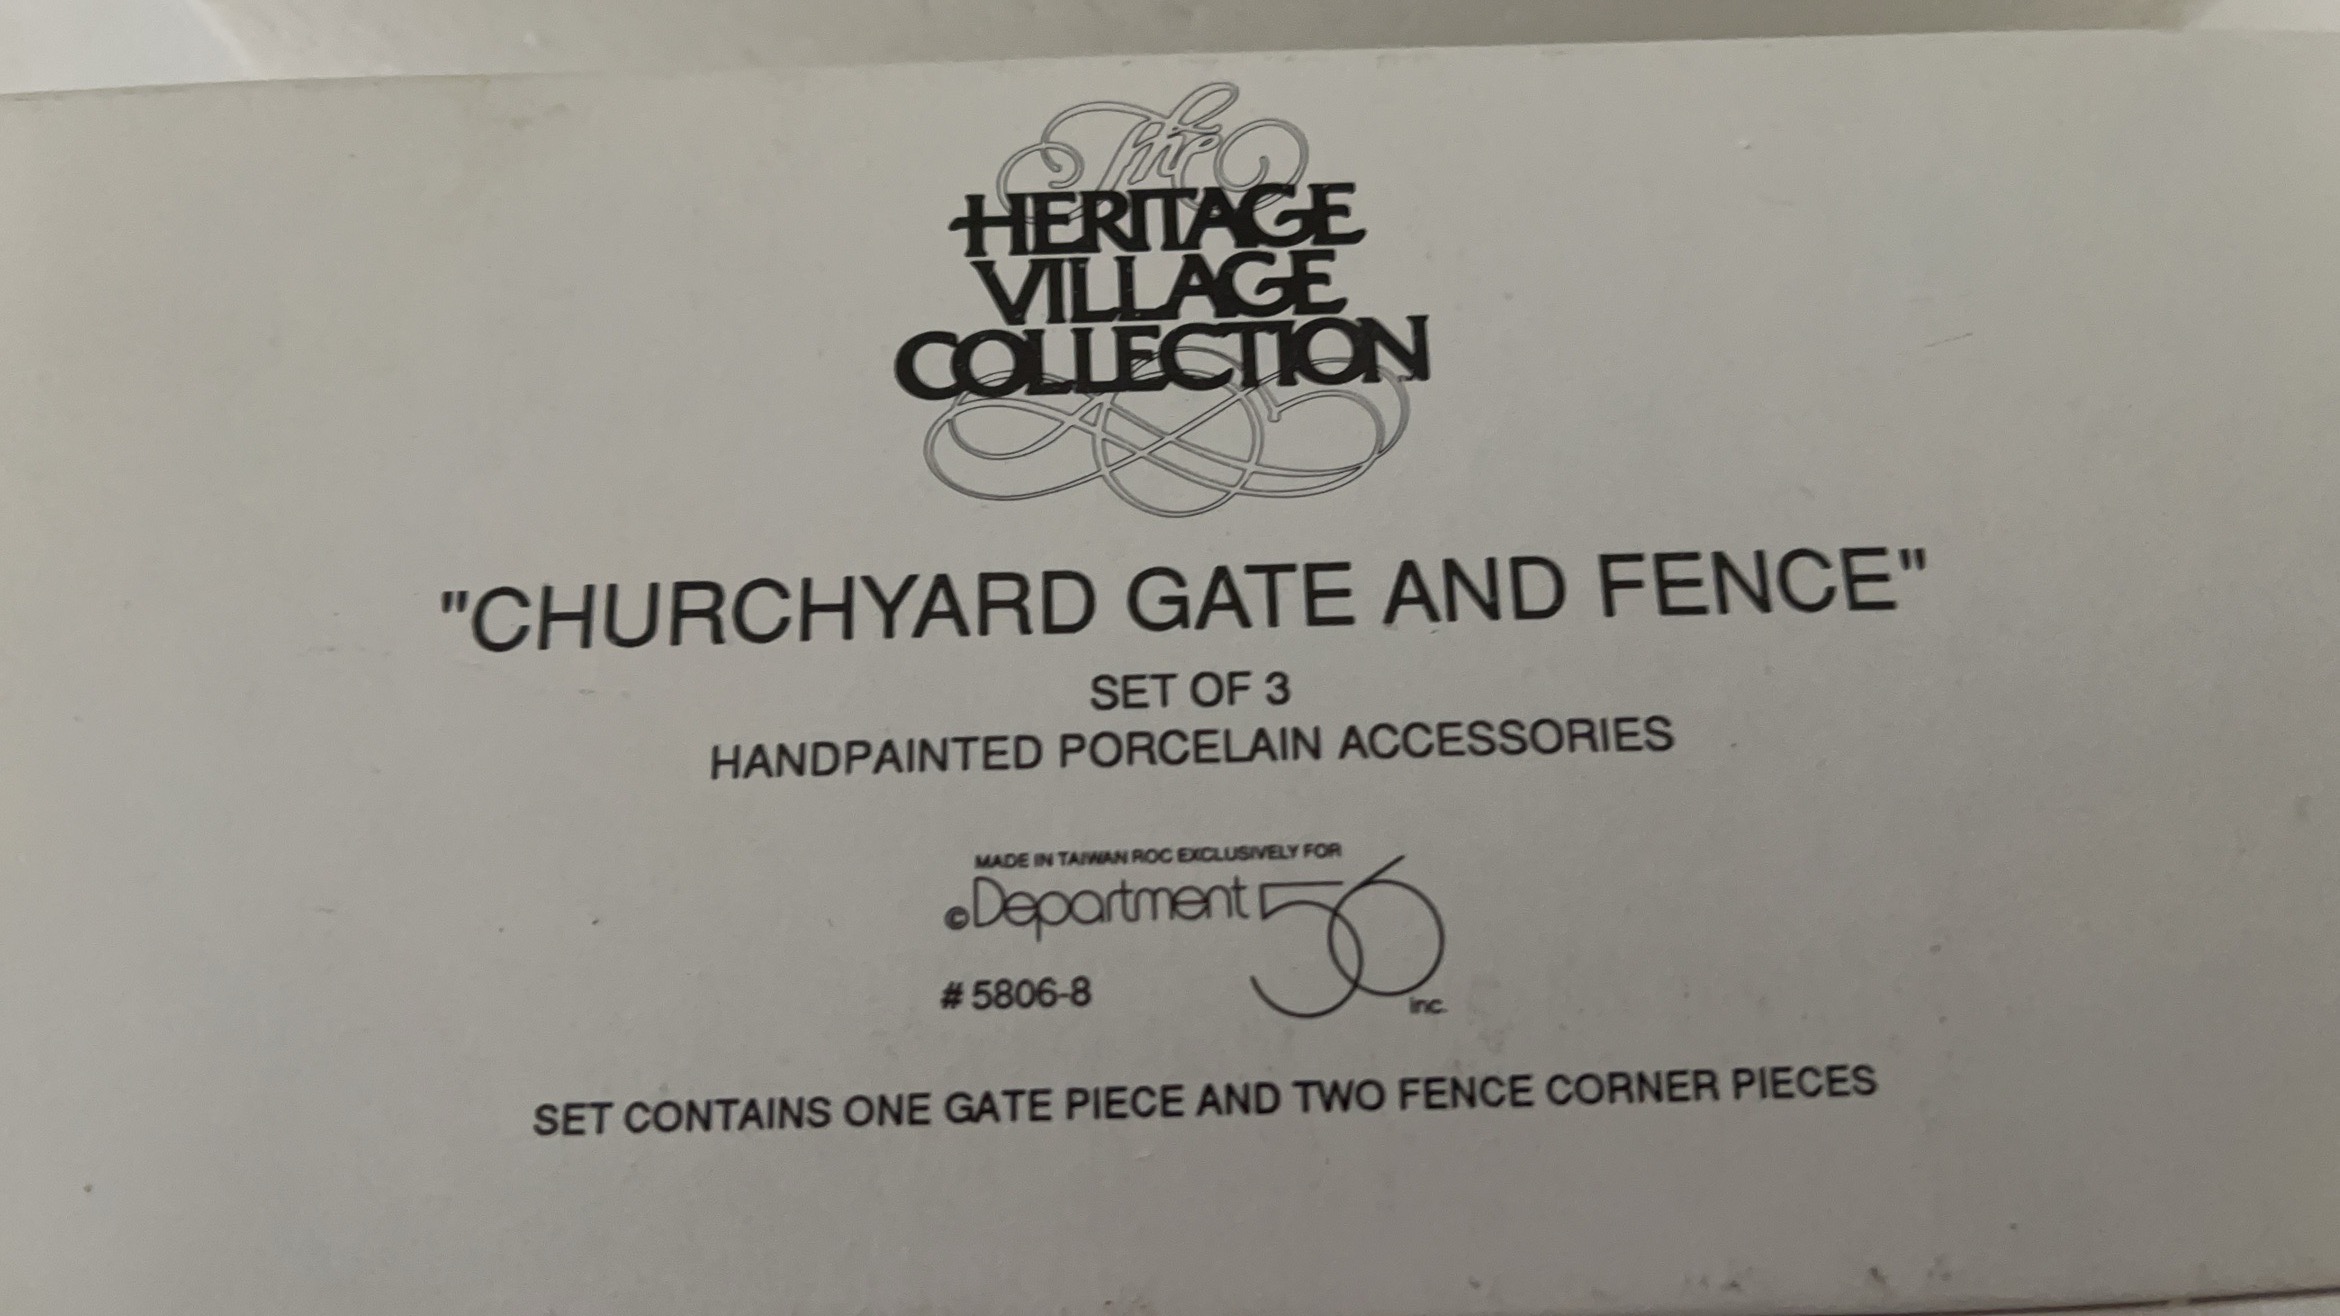 The
HERITAGE
VILLAGE
COLLECTION
"CHURCHYARD GATE AND FENCE"
SET OF 3
HANDPAINTED PORCELAIN ACCESSORIES
MADE IN TAIWAN ROC EXCLUSIVELY FOR
©Department 56
# 5806-8 inc.
SET CONTAINS ONE GATE PIECE AND TWO FENCE CORNER PIECES